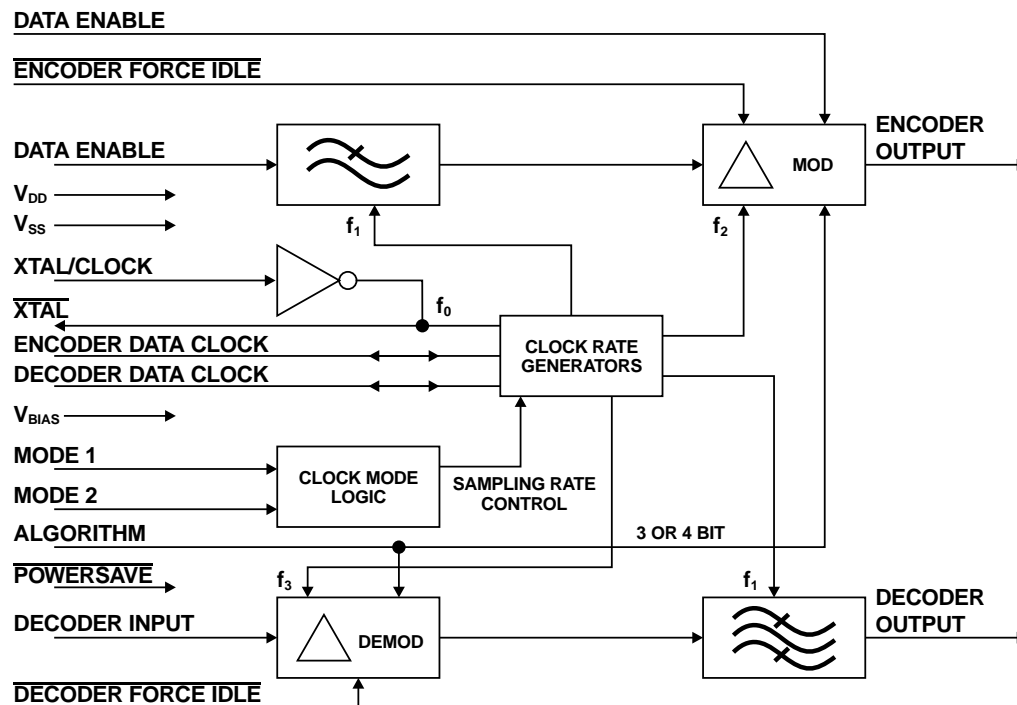 DATA ENABLE
ENCODER FORCE IDLE
DATA ENABLE
MOD
ENCODER
OUTPUT
VDD
VSS
f1
f2
XTAL/CLOCK
XTAL
f0
ENCODER DATA CLOCK
DECODER DATA CLOCK
CLOCK RATE
GENERATORS
VBIAS
MODE 1
MODE 2
CLOCK MODE
LOGIC
SAMPLING RATE
CONTROL
ALGORITHM
3 OR 4 BIT
POWERSAVE
f3
f1
DECODER INPUT
DEMOD
DECODER
OUTPUT
DECODER FORCE IDLE